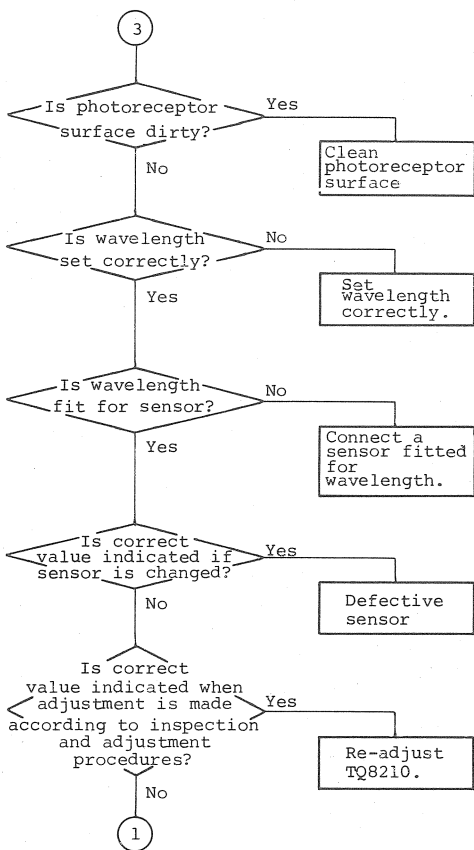 3
Is photoreceptor
surface dirty?
Yes
Clean
photoreceptor
surface
No
Is wavelength
set correctly?
No
Set
wavelength
correctly.
Yes
Is wavelength
fit for sensor?
No
Connect a
sensor fitted
for
wavelength.
Yes
Is correct
value indicated if
sensor is changed?
Yes
Defective
sensor
No
Is correct
value indicated when
adjustment is made
according to inspection
and adjustment
procedures?
Yes
Re-adjust
TQ8210.
No
1